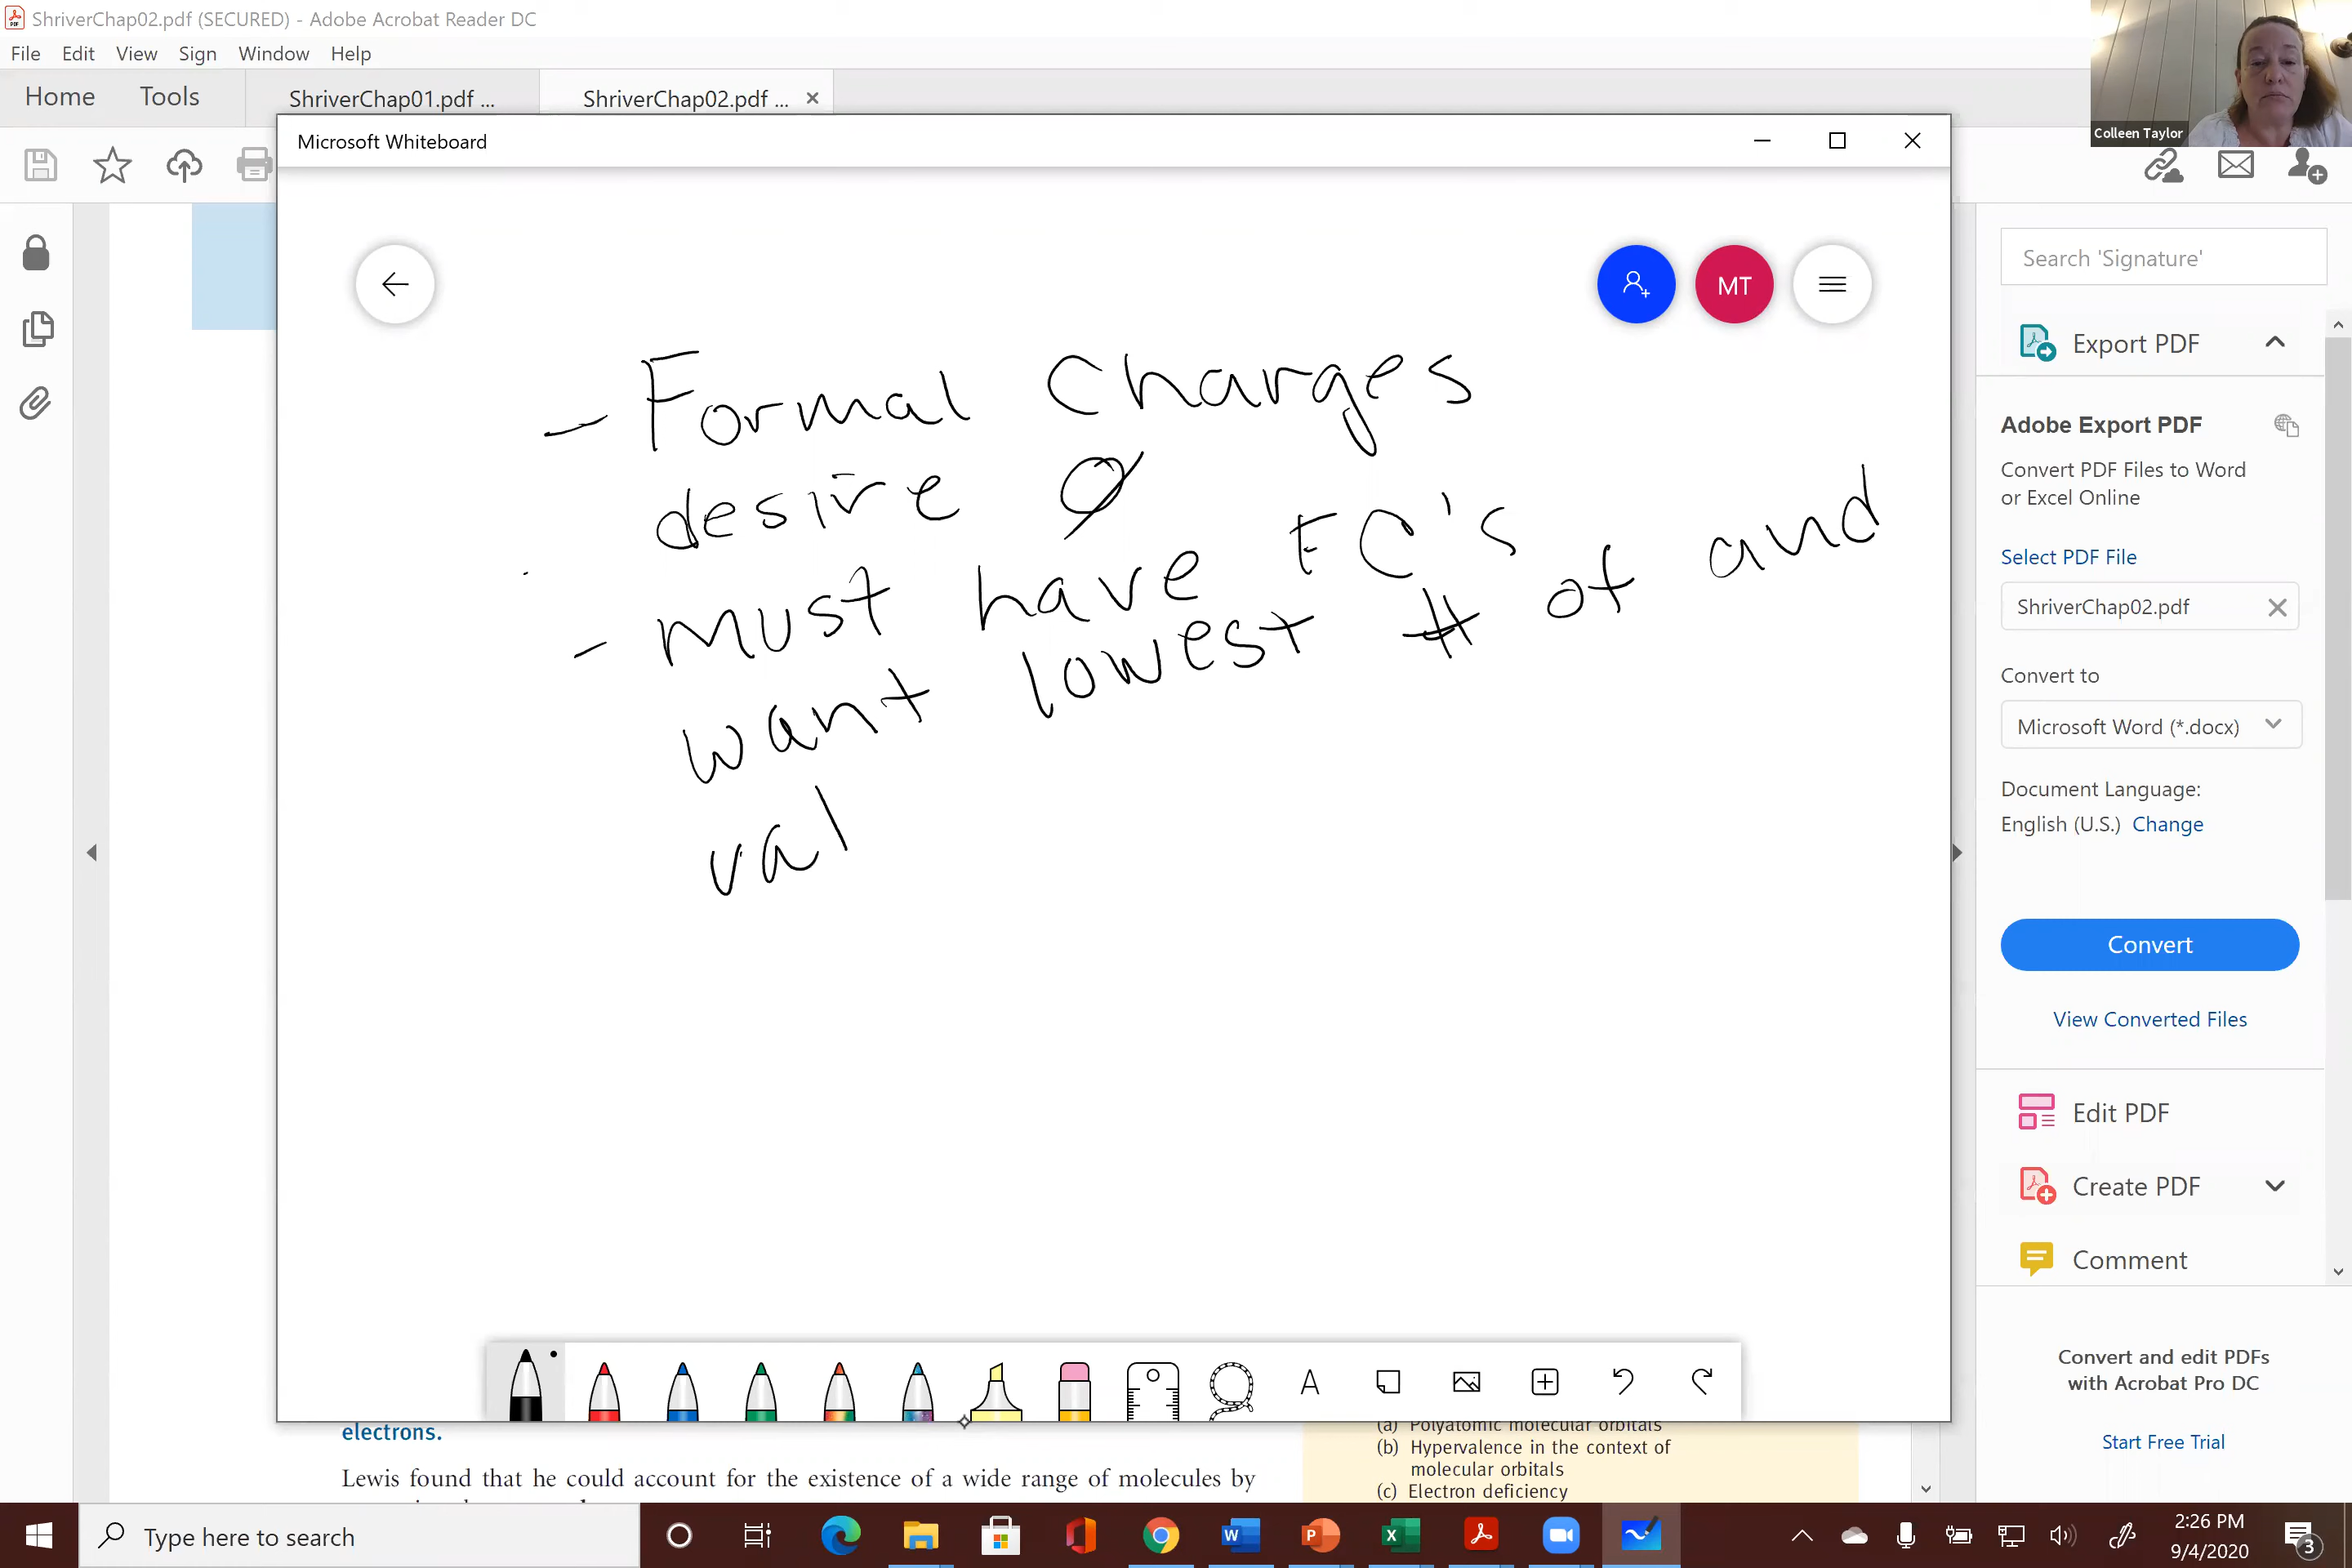 ShriverChap02.pdf (SECURED) - Adobe Acrobat Reader DC
File Edit View Sign Window Help
Home Tools ShriverChap01.pdf ... ShriverChap02.pdf ...
Colleen Taylor
Microsoft Whiteboard
MT
- Formal Charges
desire Ø
- Must have FC's
want lowest # of and
val
Search 'Signature'
Export PDF
Adobe Export PDF
Convert PDF Files to Word
or Excel Online
Select PDF File
ShriverChap02.pdf
Convert to
Microsoft Word (*.docx)
Document Language:
English (U.S.) Change
Convert
View Converted Files
Edit PDF
Create PDF
Comment
Convert and edit PDFs
with Acrobat Pro DC
Start Free Trial
A
electrons.
Lewis found that he could account for the existence of a wide range of molecules by
(a) Polyatomic molecular orbitals
(b) Hypervalence in the context of
molecular orbitals
(c) Electron deficiency
Type here to search
2:26 PM
9/4/2020
3